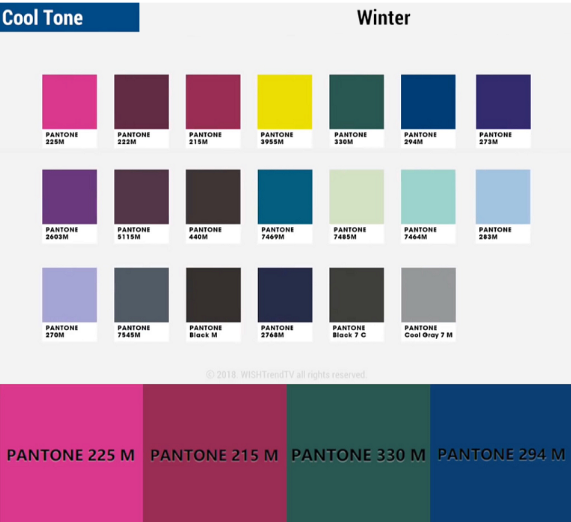 Cool Tone
Winter
PANTONE
225M
PANTONE
222M
PANTONE
215M
PANTONE
3955M
PANTONE
330M
PANTONE
294M
PANTONE
273M
PANTONE
2603M
PANTONE
5115M
PANTONE
440M
PANTONE
7469M
PANTONE
7485M
PANTONE
7464M
PANTONE
283M
PANTONE
270M
PANTONE
7545M
PANTONE
Black M
PANTONE
2768M
PANTONE
Black 7 C
PANTONE
Cool Gray 7 M
© 2018. WISHTrendTV all rights reserved.
PANTONE 225 M
PANTONE 215 M
PANTONE 330 M
PANTONE 294 M